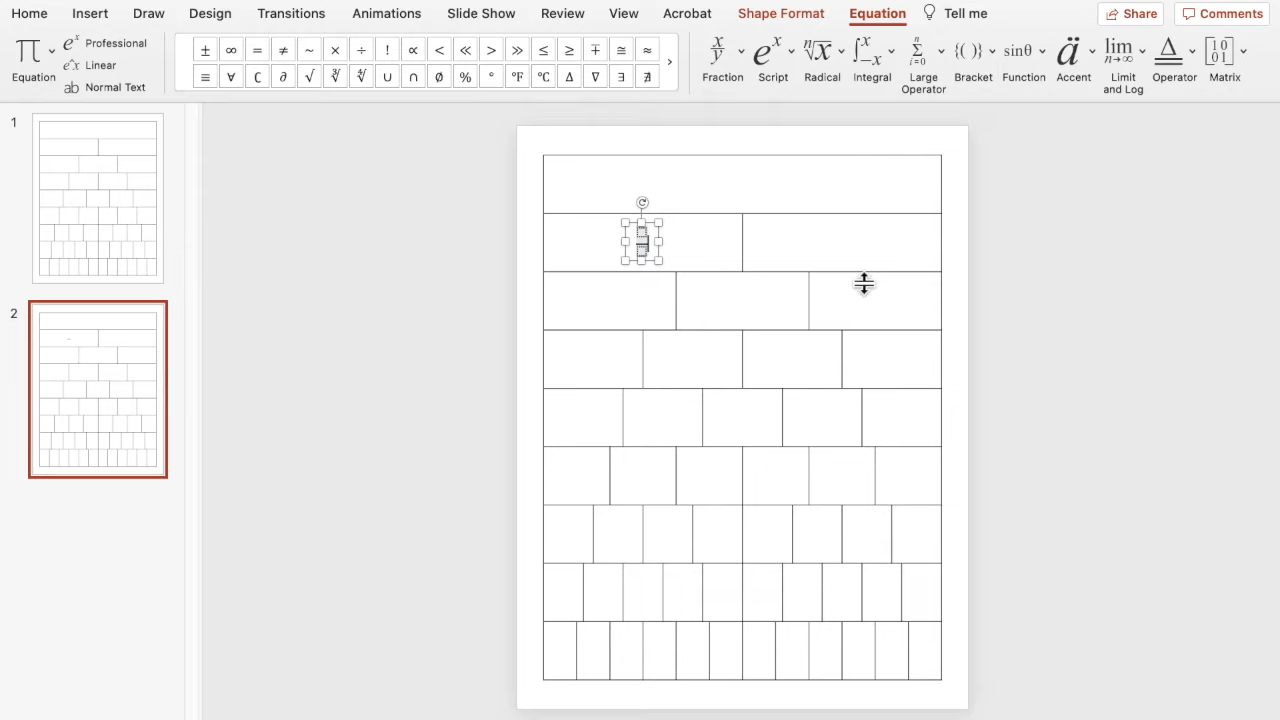 Home Insert Draw Design Transitions Animations Slide Show Review View Acrobat Shape Format Equation Tell me Share Comments
Professional
Linear
Normal Text
Equation
± ∞ = ≠ ~ × ÷ ! ∝ < ≪ > ≫ ≤ ≥ ∓ ≅ ≈
≡ ∀ ∁ ∂ √ ∛ ∜ ∪ ∩ ∅ % ° °F °C ∆ ∇ ∃ ∄
Fraction Script Radical Integral Large Operator Bracket Function Accent Limit and Log Operator Matrix
1
2